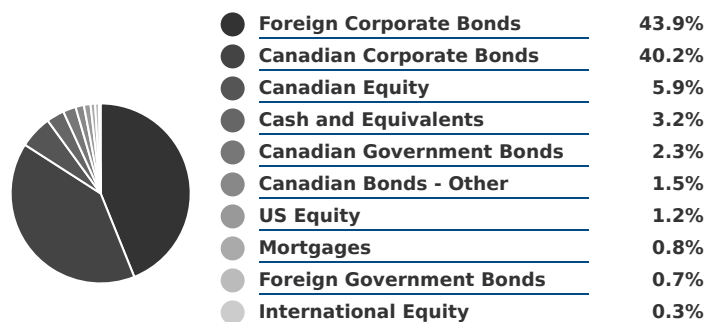 Foreign Corporate Bonds 43.9%
Canadian Corporate Bonds 40.2%
Canadian Equity 5.9%
Cash and Equivalents 3.2%
Canadian Government Bonds 2.3%
Canadian Bonds - Other 1.5%
US Equity 1.2%
Mortgages 0.8%
Foreign Government Bonds 0.7%
International Equity 0.3%